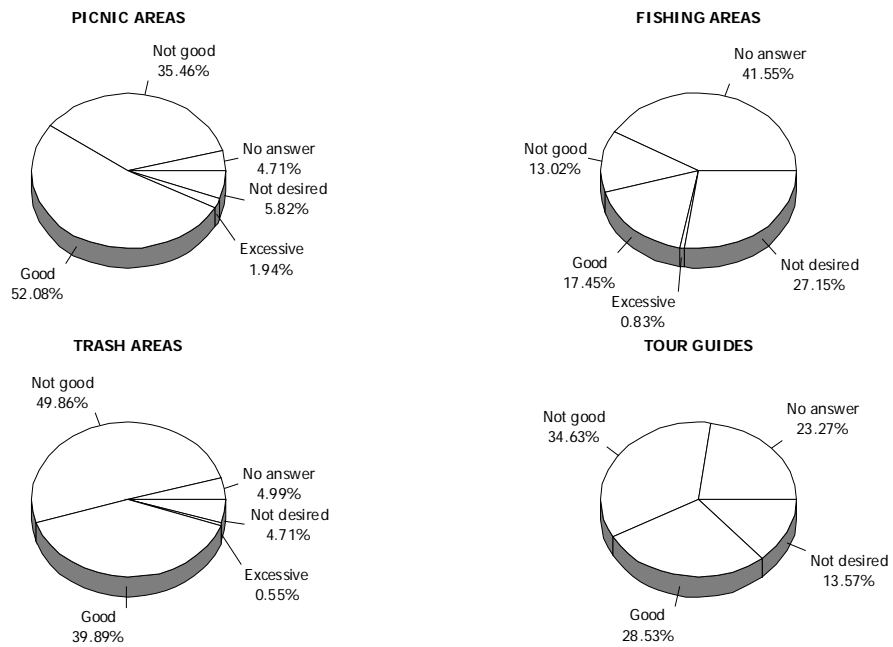 PICNIC AREAS
Not good
35.46%
No answer
4.71%
Not desired
5.82%
Excessive
1.94%
Good
52.08%
FISHING AREAS
No answer
41.55%
Not good
13.02%
Good
17.45%
Excessive
0.83%
Not desired
27.15%
TRASH AREAS
Not good
49.86%
No answer
4.99%
Not desired
4.71%
Excessive
0.55%
Good
39.89%
TOUR GUIDES
Not good
34.63%
No answer
23.27%
Not desired
13.57%
Good
28.53%